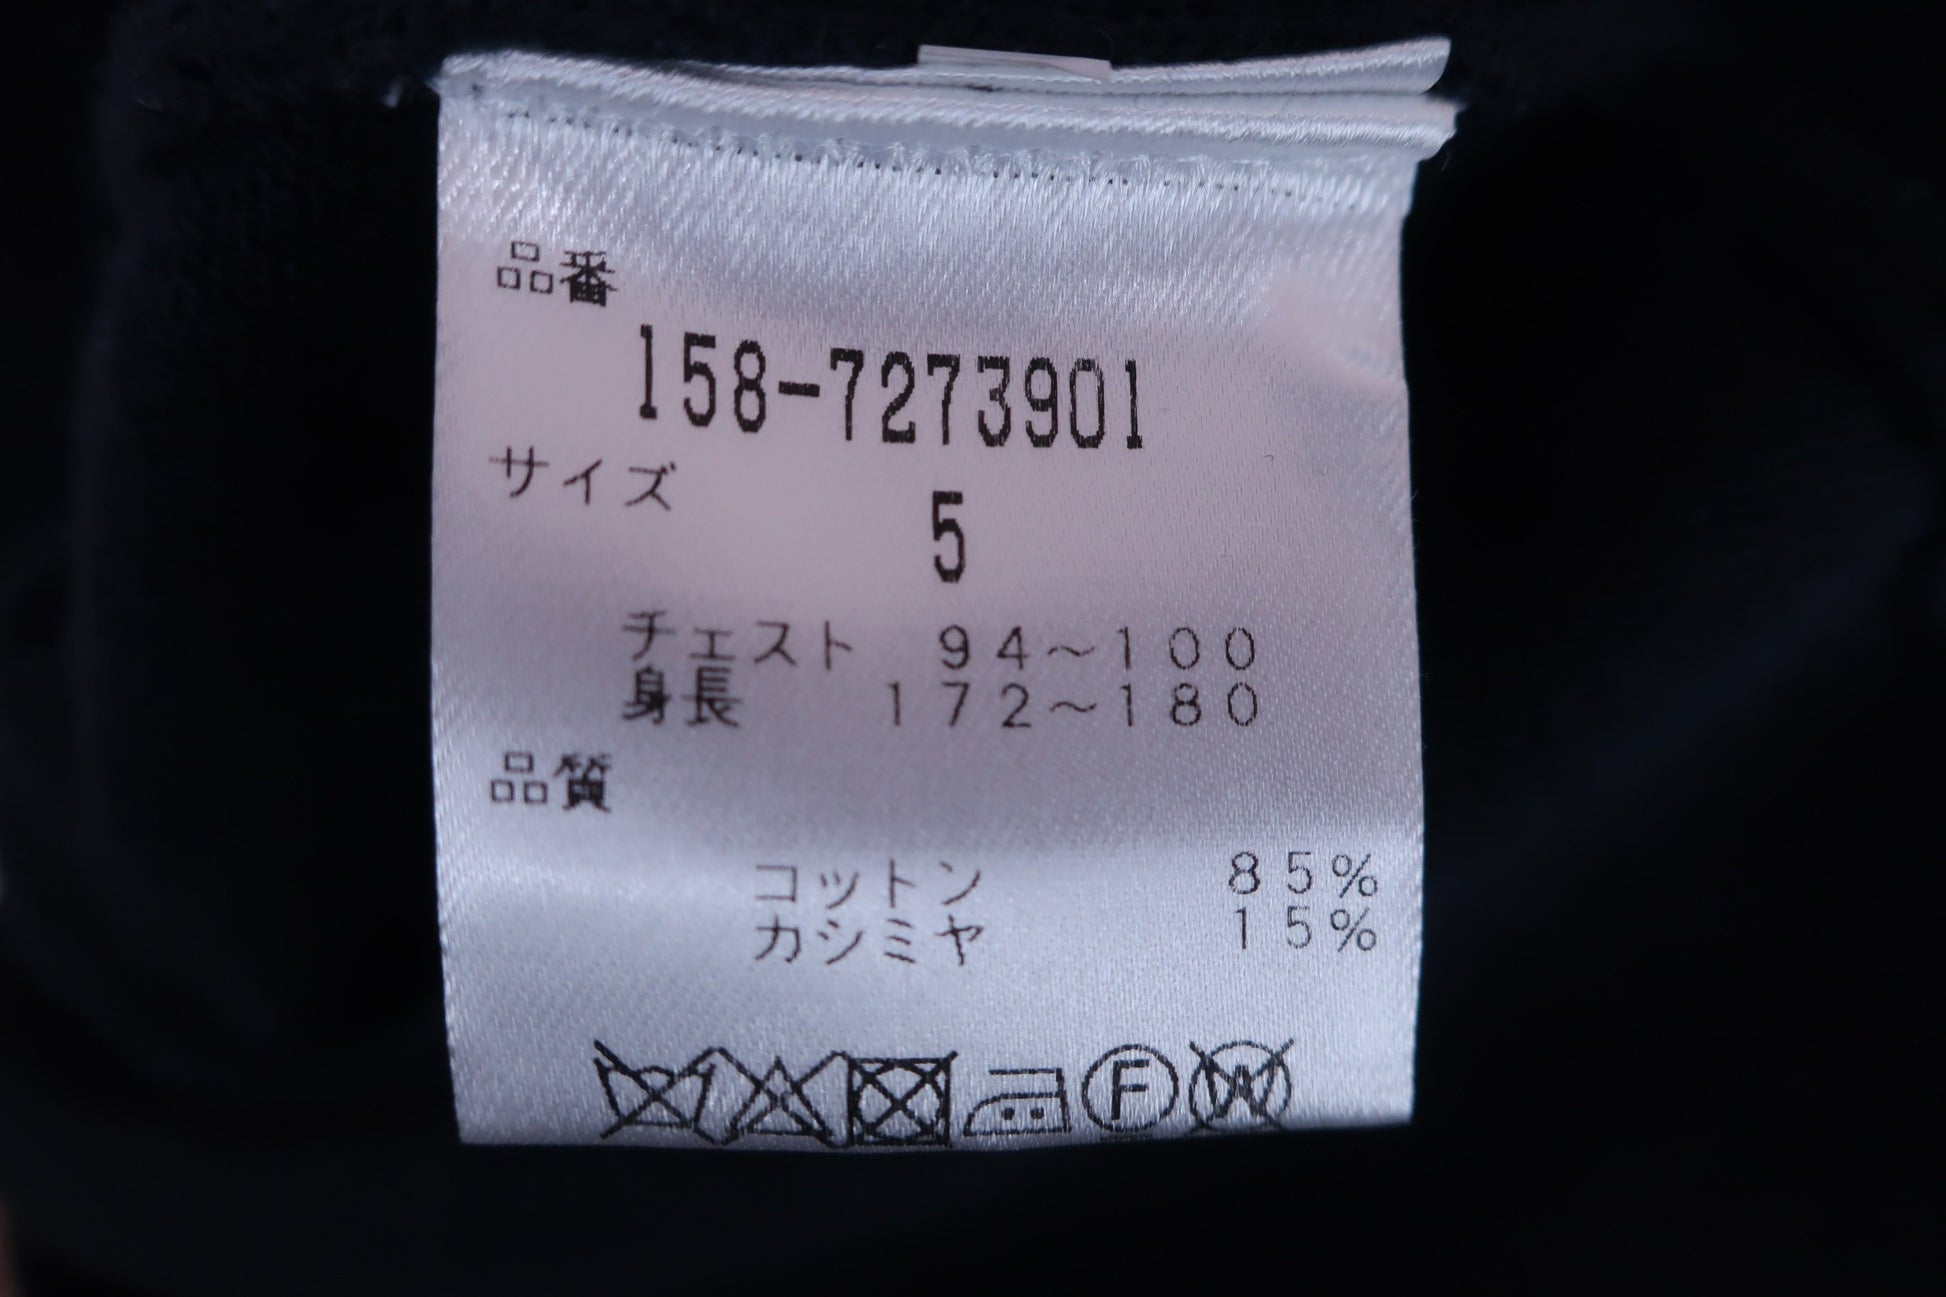 品番
158-7273901
サイズ
5
チェスト 94～100
身長 172～180
品質
コットン 85%
カシミヤ 15%
F W